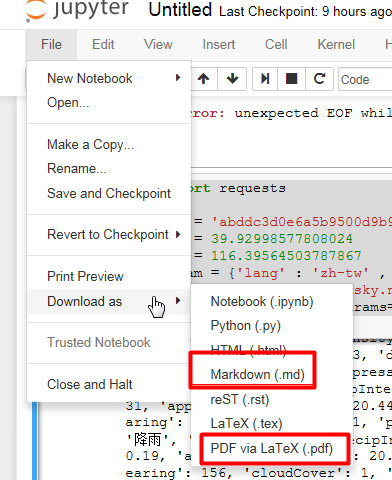 jupyter Untitled Last Checkpoint: 9 hours ago
File Edit View Insert Cell Kernel
New Notebook
Code
Open...
ror: unexpected EOF whil
Make a Copy...
Rename...
ort requests
Save and Checkpoint
= 'abddc3d0e6a5b9500d9b9
Revert to Checkpoint
= 39.92998577808024
= 116.39564503787867
am = {'lang' : 'zh-tw' ,
Print Preview
sky.n
Download as
Notebook (.ipynb)
rams=
Python (.py)
Trusted Notebook
HTML (.html)
3, 'd
Markdown (.md)
press
Close and Halt
reST (.rst)
ipInte
31, 'app
LaTeX (.tex)
20.44
earing':
1, 'p
'降雨',
PDF via LaTeX (.pdf)
ecipIn
0.19, 'a
: 20.
earing': 156, 'cloudCover': 1,